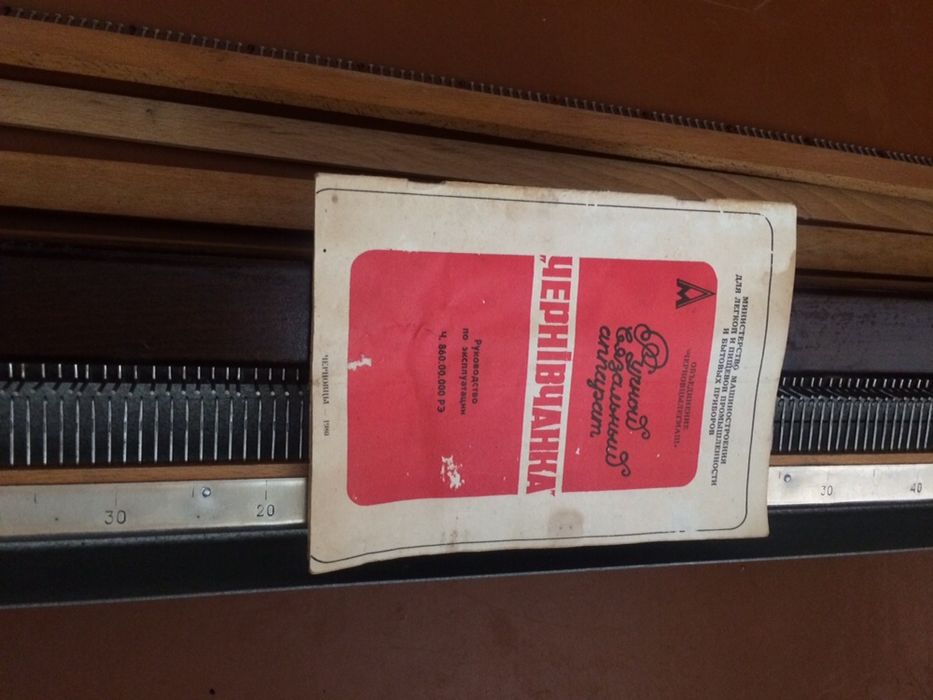 МИНИСТЕРСТВО МАШИНОСТРОЕНИЯ
ДЛЯ ЛЕГКОЙ И ПИЩЕВОЙ ПРОМЫШЛЕННОСТИ
И БЫТОВЫХ ПРИБОРОВ
ОБЪЕДИНЕНИЕ
«ЧЕРНОВЦЫЛЕГМАШ»
Ручной
вязальный
аппарат
„ЧЕРНІВЧАНКА"
Руководство
по эксплуатации
Ч. 860.00.000 РЭ
ЧЕРНОВЦЫ — 1980
30
20
30
40